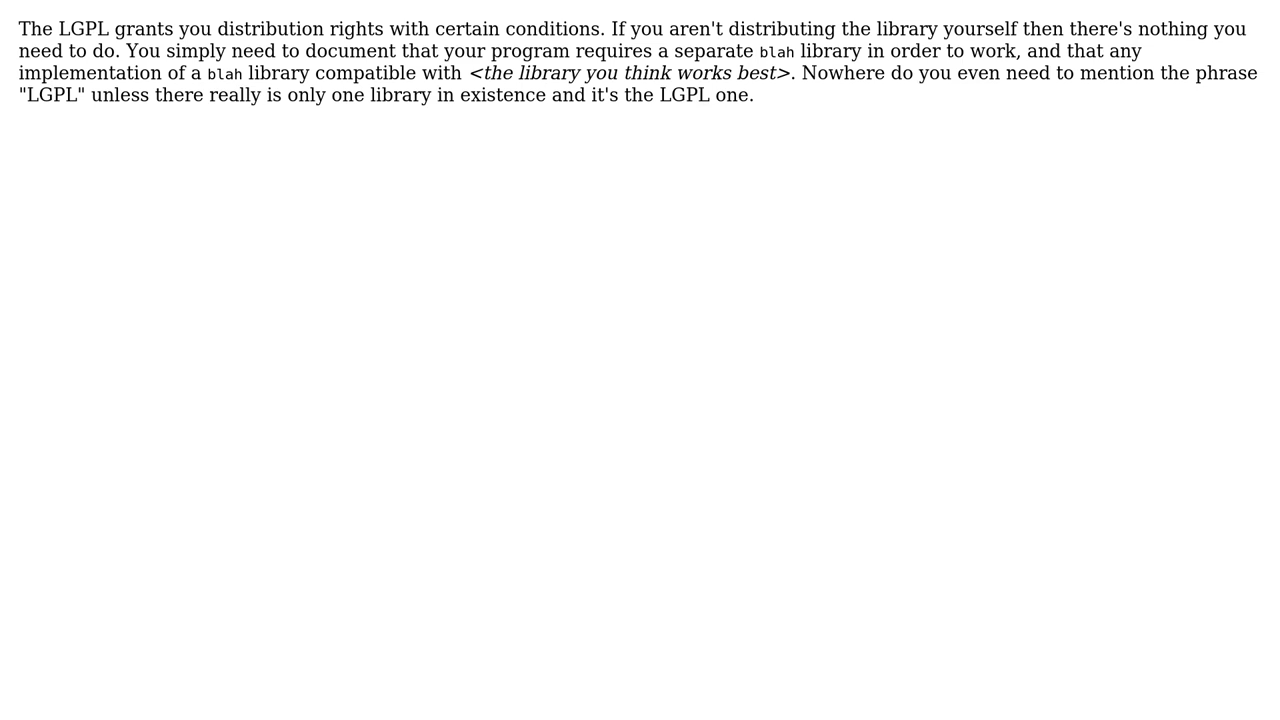 The LGPL grants you distribution rights with certain conditions. If you aren't distributing the library yourself then there's nothing you
need to do. You simply need to document that your program requires a separate blah library in order to work, and that any
implementation of a blah library compatible with <the library you think works best>. Nowhere do you even need to mention the phrase
"LGPL" unless there really is only one library in existence and it's the LGPL one.